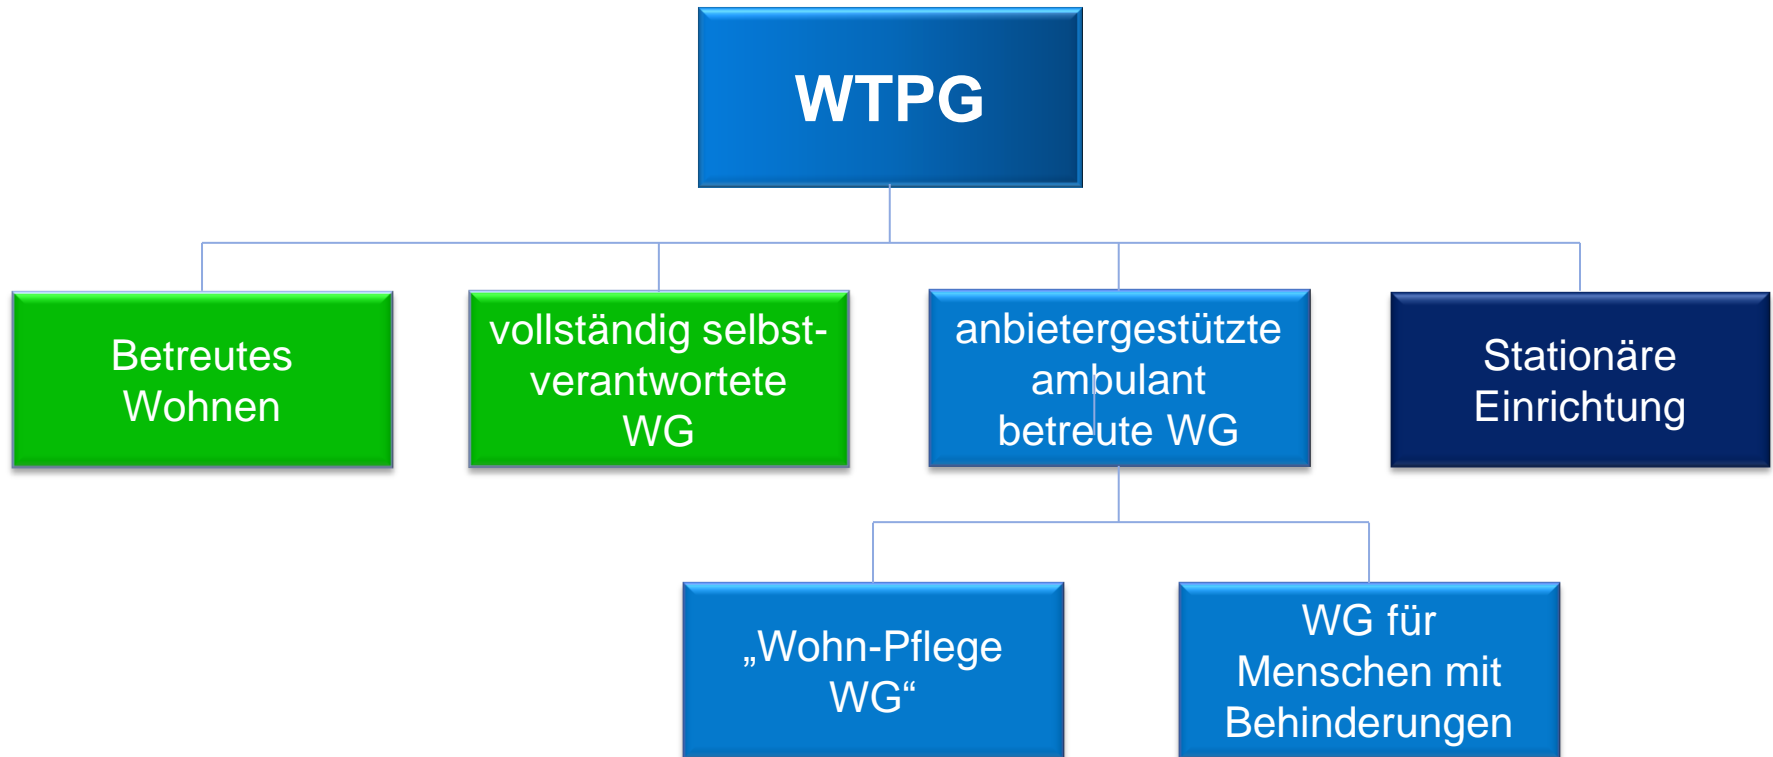 WTPG
Betreutes
Wohnen
vollständig selbst-
verantwortete
WG
anbietergestützte
ambulant
betreute WG
Stationäre
Einrichtung
„Wohn-Pflege
WG“
WG für
Menschen mit
Behinderungen